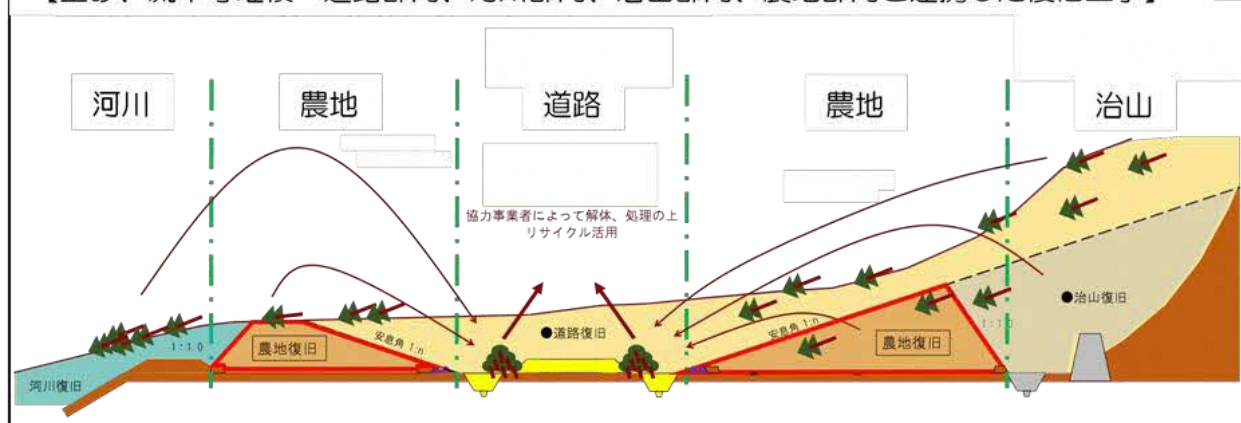 河川
農地
道路
農地
治山
協力事業者によって解体、処理の上
リサイクル活用
●治山復旧
●道路復旧
1:1.0
安息角 1:n
安息角 1:n
1:1.0
農地復旧
農地復旧
河川復旧